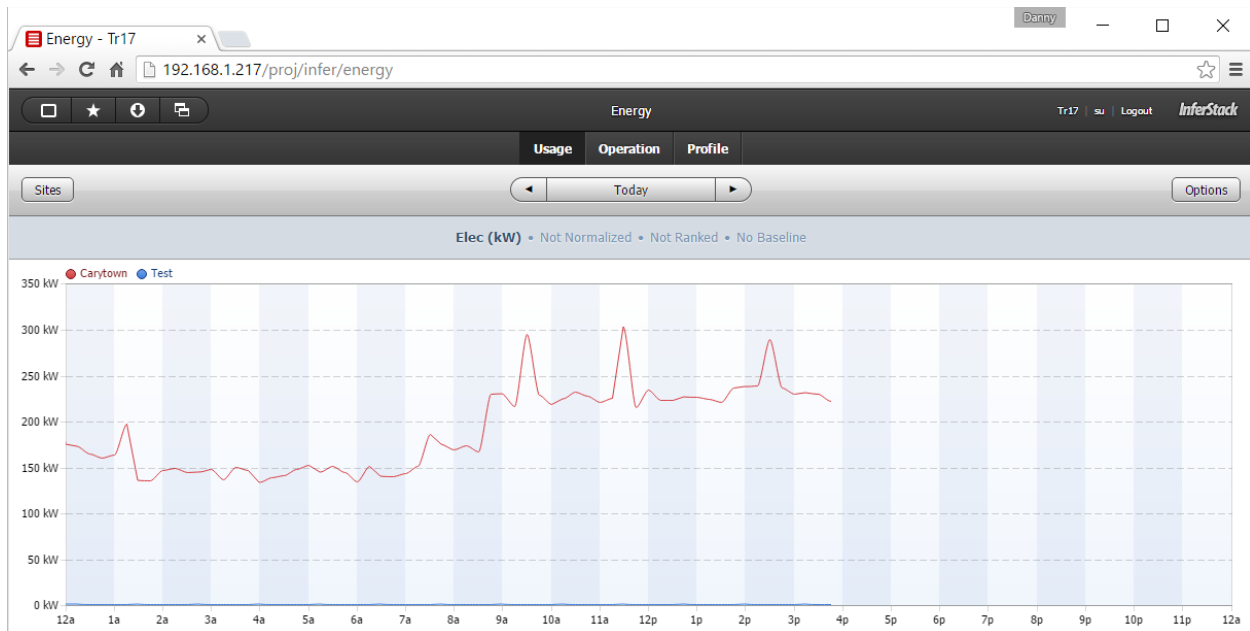 Danny
Energy - Tr17
192.168.1.217/proj/infer/energy
Energy
Tr17 | su | Logout InferStack
Usage Operation Profile
Sites Today Options
Elec (kW) • Not Normalized • Not Ranked • No Baseline
Carytown Test
350 kW
300 kW
250 kW
200 kW
150 kW
100 kW
50 kW
0 kW
12a 1a 2a 3a 4a 5a 6a 7a 8a 9a 10a 11a 12p 1p 2p 3p 4p 5p 6p 7p 8p 9p 10p 11p 12a